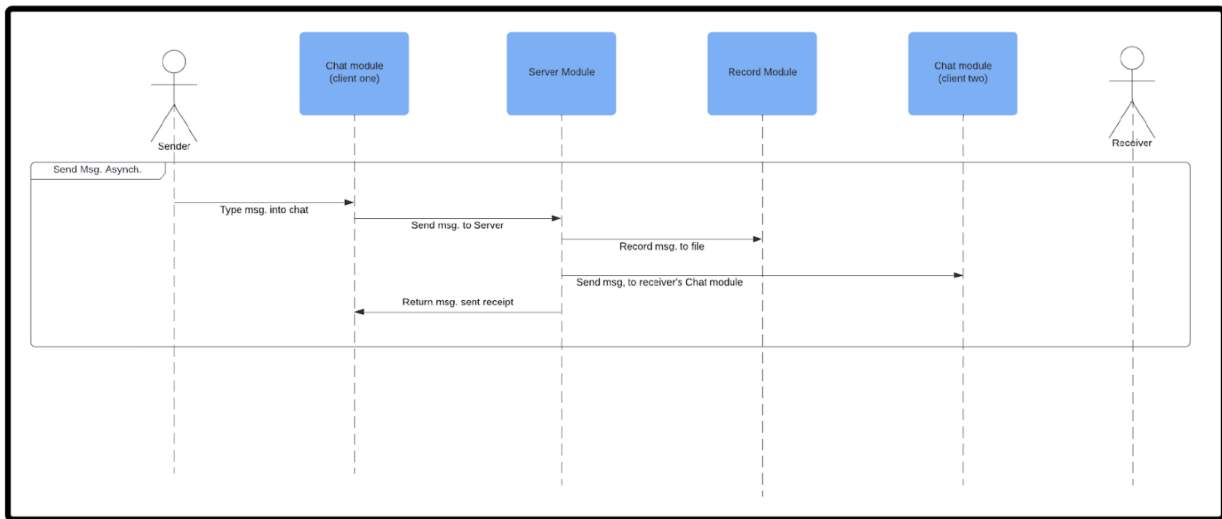 Chat module
(client one)
Server Module
Record Module
Chat module
(client two)
Sender
Receiver
Send Msg. Asynch.
Type msg. into chat
Send msg. to Server
Record msg. to file
Send msg, to receiver's Chat module
Return msg. sent receipt